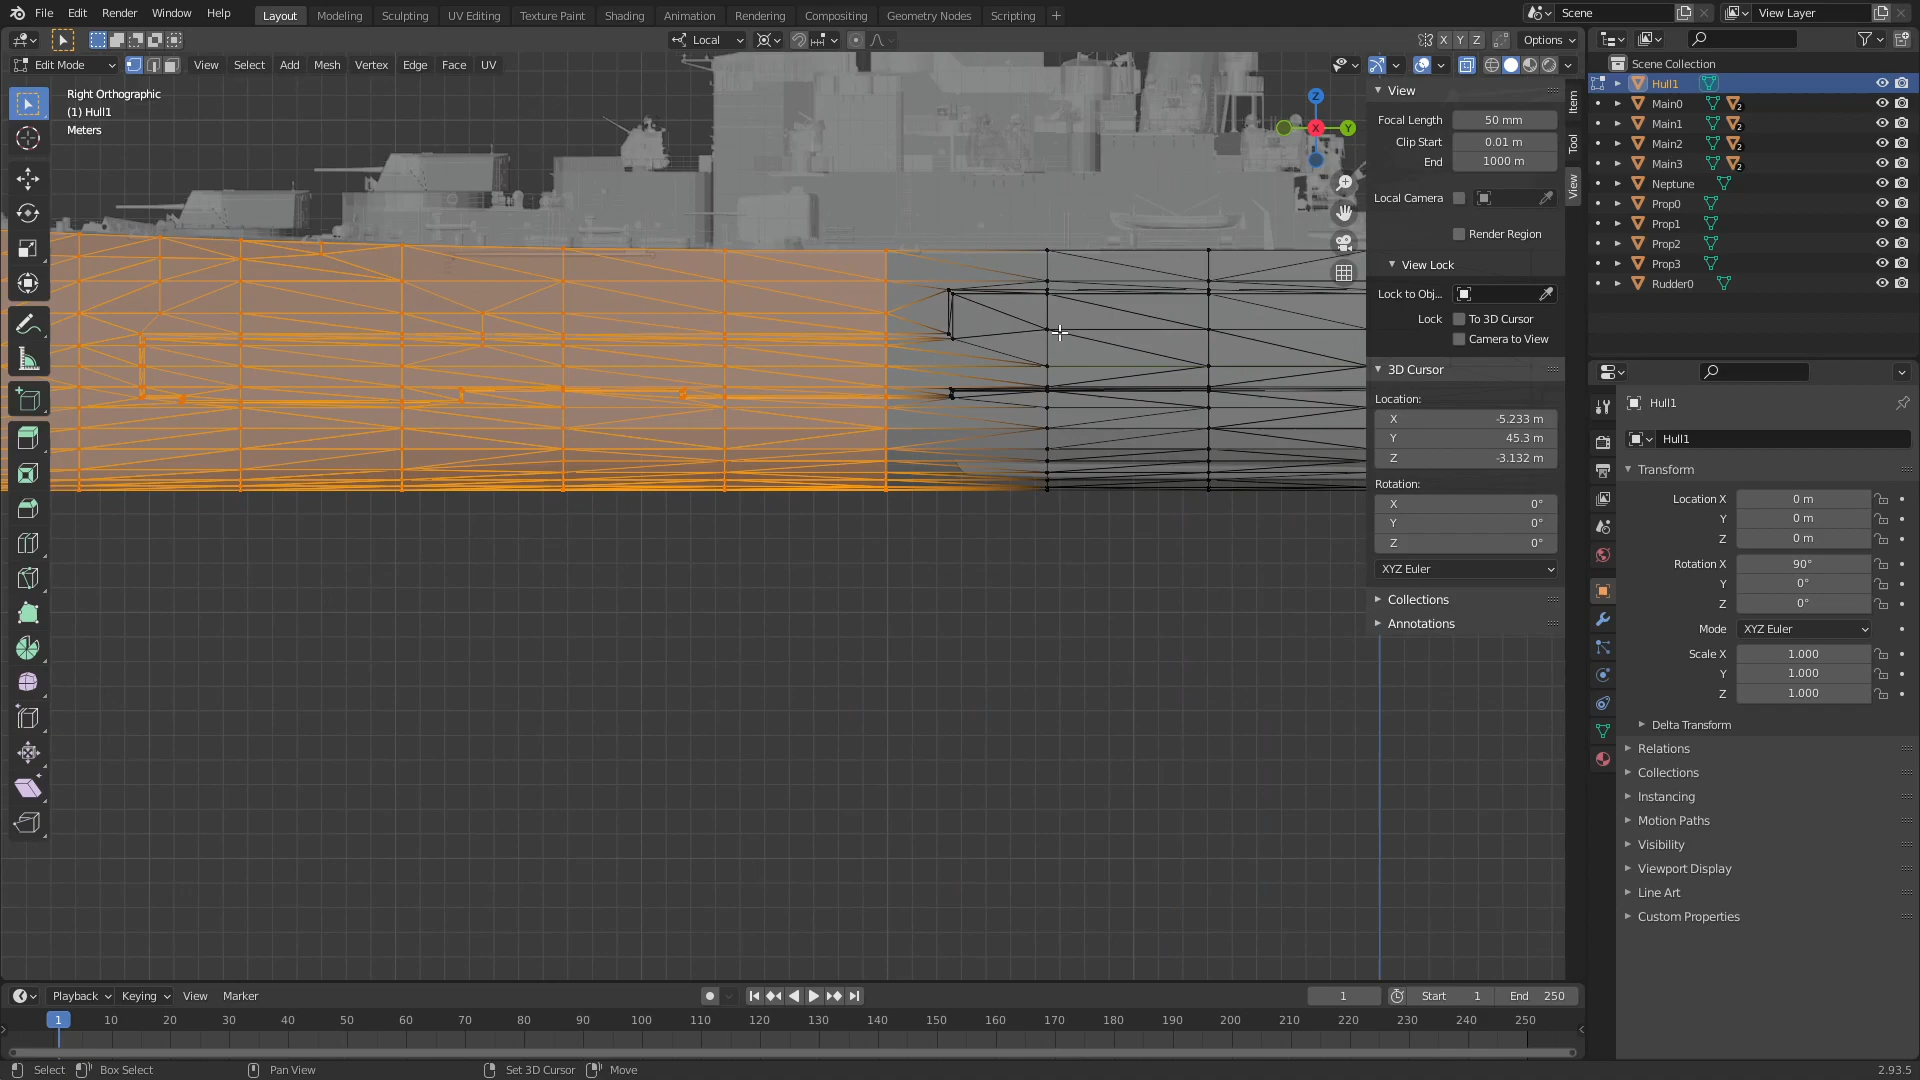 File Edit Render Window Help Layout Modeling Sculpting UV Editing Texture Paint Shading Animation Rendering Compositing Geometry Nodes Scripting + Scene View Layer
Local X Y Z Options
Edit Mode View Select Add Mesh Vertex Edge Face UV
Right Orthographic
(1) Hull1
Meters
Z
X
Y
View
Focal Length 50 mm
Clip Start 0.01 m
End 1000 m
Local Camera
Render Region
View Lock
Lock to Obj...
Lock To 3D Cursor
Camera to View
3D Cursor
Location:
X -5.233 m
Y 45.3 m
Z -3.132 m
Rotation:
X 0°
Y 0°
Z 0°
XYZ Euler
Collections
Annotations
Item
Tool
View
Scene Collection
Hull1
Main0 2
Main1 2
Main2 2
Main3 2
Neptune
Prop0
Prop1
Prop2
Prop3
Rudder0
Hull1
Hull1
Transform
Location X 0 m
Y 0 m
Z 0 m
Rotation X 90°
Y 0°
Z 0°
Mode XYZ Euler
Scale X 1.000
Y 1.000
Z 1.000
Delta Transform
Relations
Collections
Instancing
Motion Paths
Visibility
Viewport Display
Line Art
Custom Properties
Playback Keying View Marker 1 Start 1 End 250
1 10 20 30 40 50 60 70 80 90 100 110 120 130 140 150 160 170 180 190 200 210 220 230 240 250
Select Box Select Pan View Set 3D Cursor Move 2.93.5